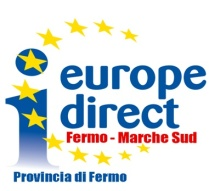 europe
direct
Fermo - Marche Sud
Provincia di Fermo